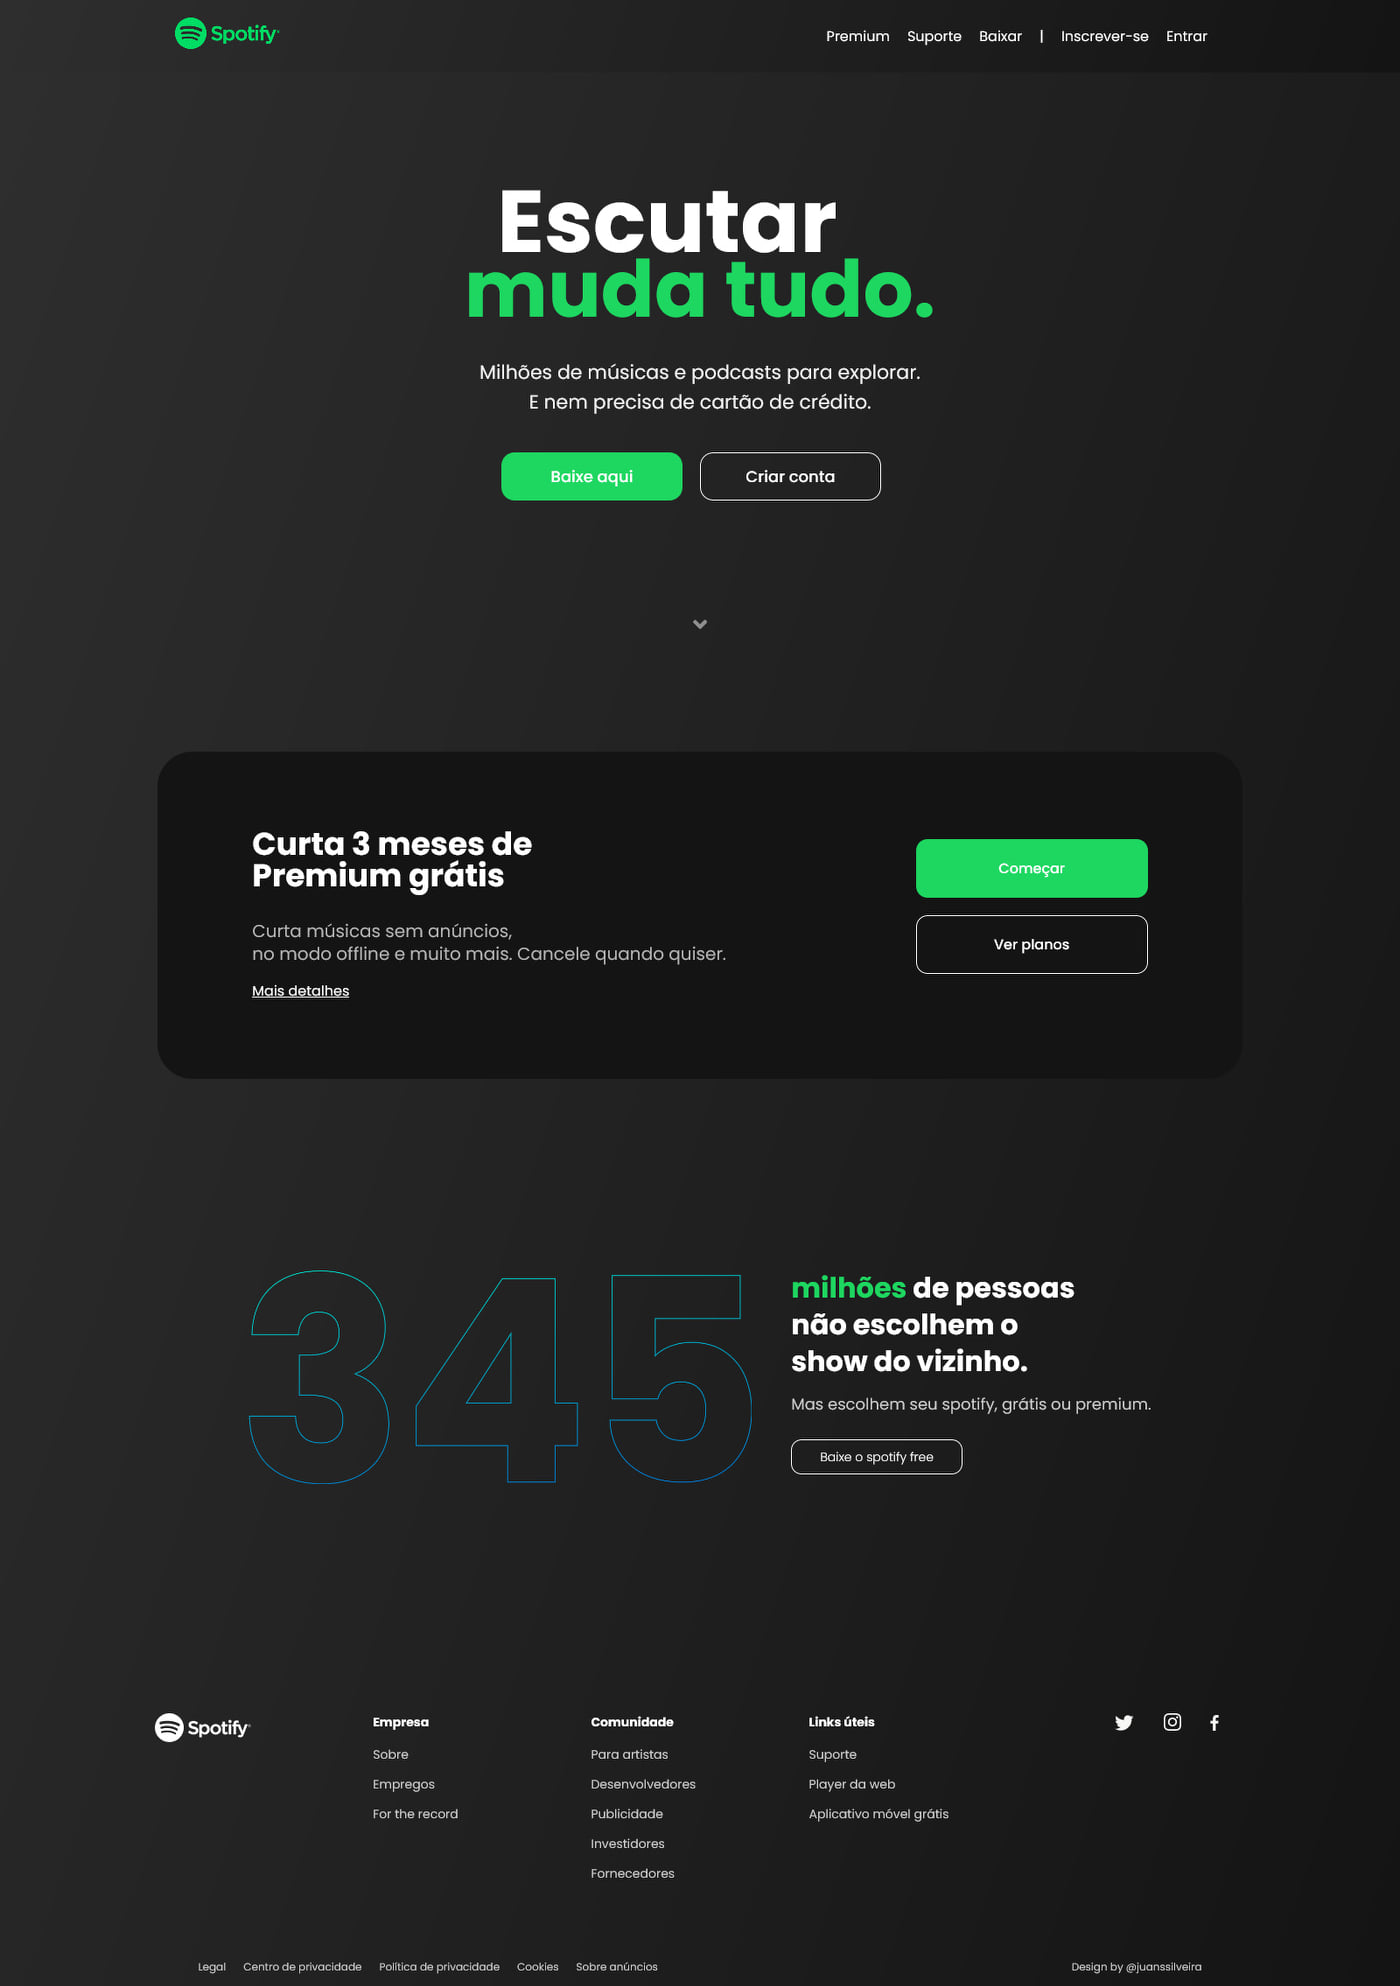 Spotify
Premium Suporte Baixar | Inscrever-se Entrar
Escutar
muda tudo.
Milhões de músicas e podcasts para explorar.
E nem precisa de cartão de crédito.
Baixe aqui
Criar conta
Curta 3 meses de
Premium grátis
Curta músicas sem anúncios,
no modo offline e muito mais. Cancele quando quiser.
Mais detalhes
Começar
Ver planos
345
milhões de pessoas
não escolhem o
show do vizinho.
Mas escolhem seu spotify, grátis ou premium.
Baixe o spotify free
Spotify
Empresa
Sobre
Empregos
For the record
Comunidade
Para artistas
Desenvolvedores
Publicidade
Investidores
Fornecedores
Links úteis
Suporte
Player da web
Aplicativo móvel grátis
Legal Centro de privacidade Política de privacidade Cookies Sobre anúncios
Design by @juanssilveira